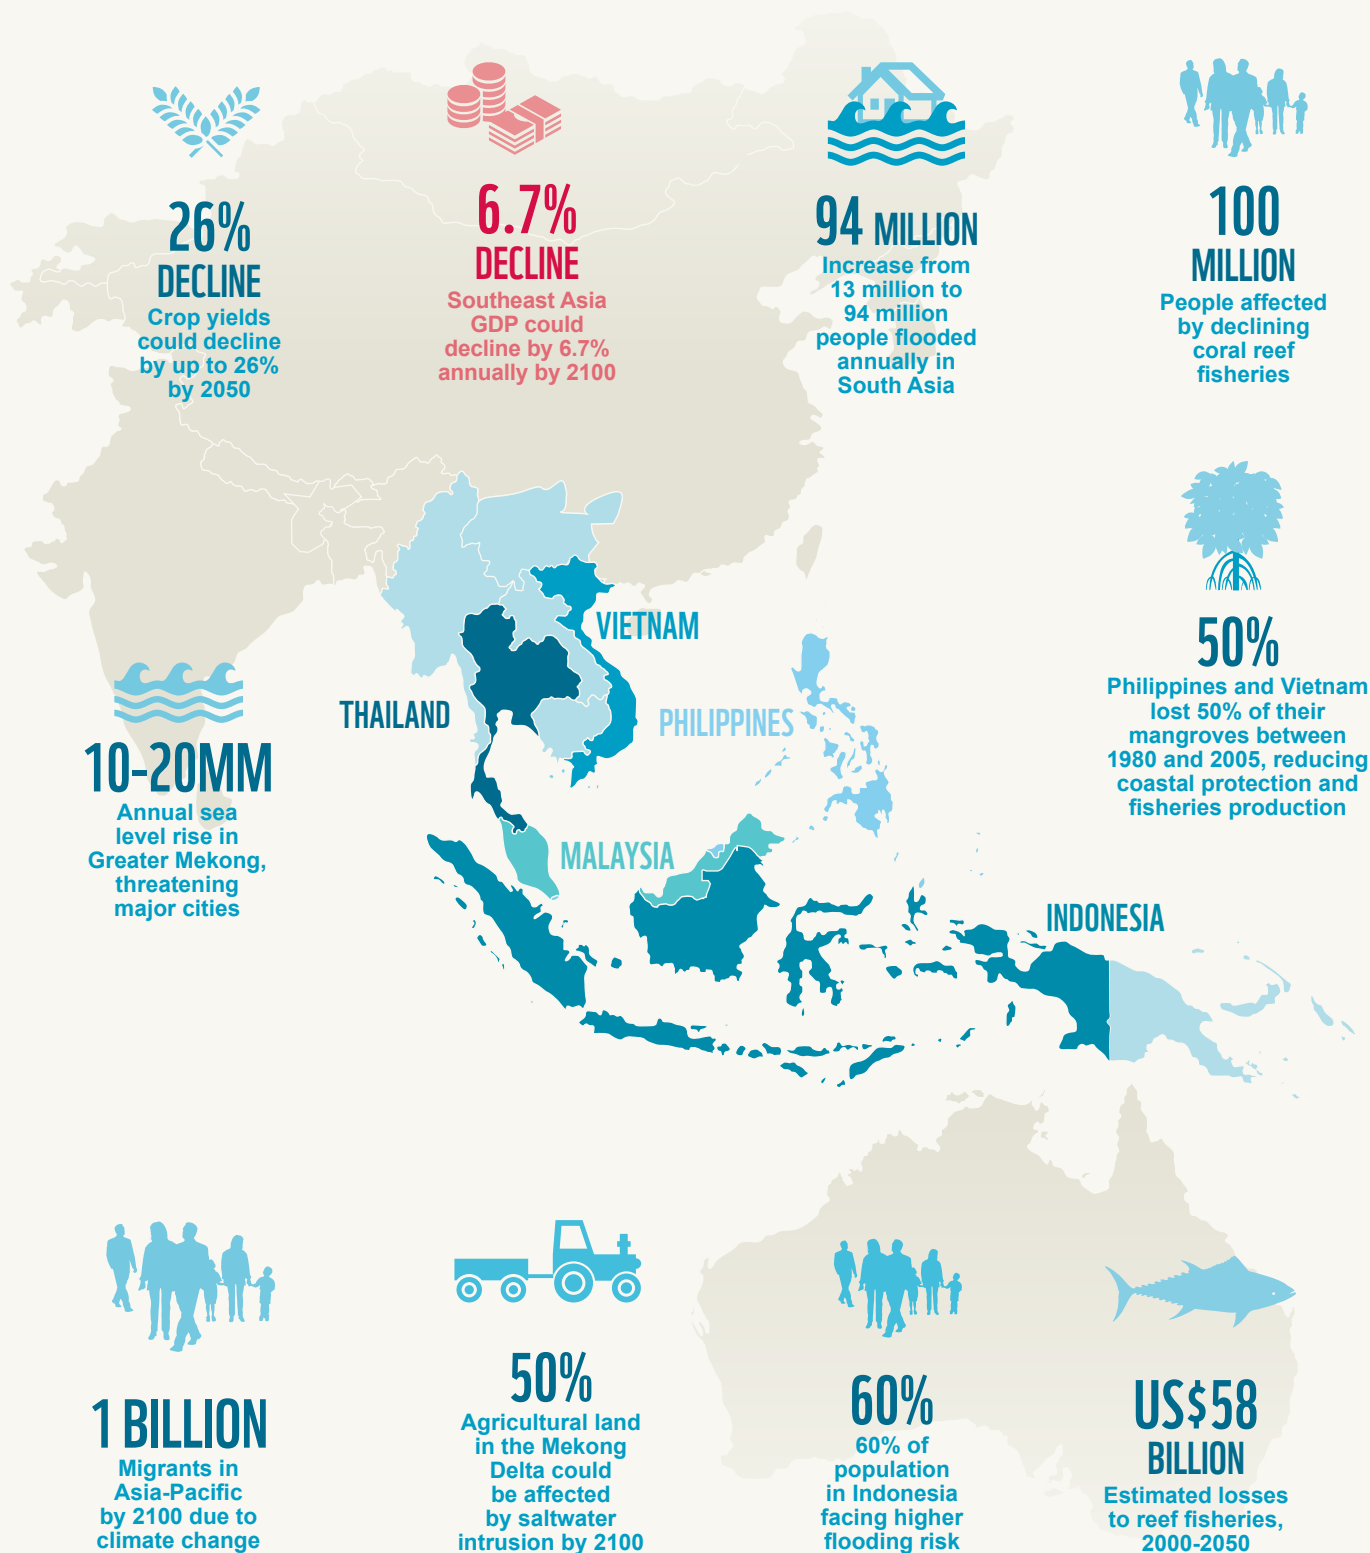 26%
DECLINE
Crop yields
could decline
by up to 26%
by 2050
6.7%
DECLINE
Southeast Asia
GDP could
decline by 6.7%
annually by 2100
94 MILLION
Increase from
13 million to
94 million
people flooded
annually in
South Asia
100
MILLION
People affected
by declining
coral reef
fisheries
50%
Philippines and Vietnam
lost 50% of their
mangroves between
1980 and 2005, reducing
coastal protection and
fisheries production
VIETNAM
THAILAND
PHILIPPINES
MALAYSIA
INDONESIA
10-20MM
Annual sea
level rise in
Greater Mekong,
threatening
major cities
1 BILLION
Migrants in
Asia-Pacific
by 2100 due to
climate change
50%
Agricultural land
in the Mekong
Delta could
be affected
by saltwater
intrusion by 2100
60%
60% of
population
in Indonesia
facing higher
flooding risk
US$58
BILLION
Estimated losses
to reef fisheries,
2000-2050